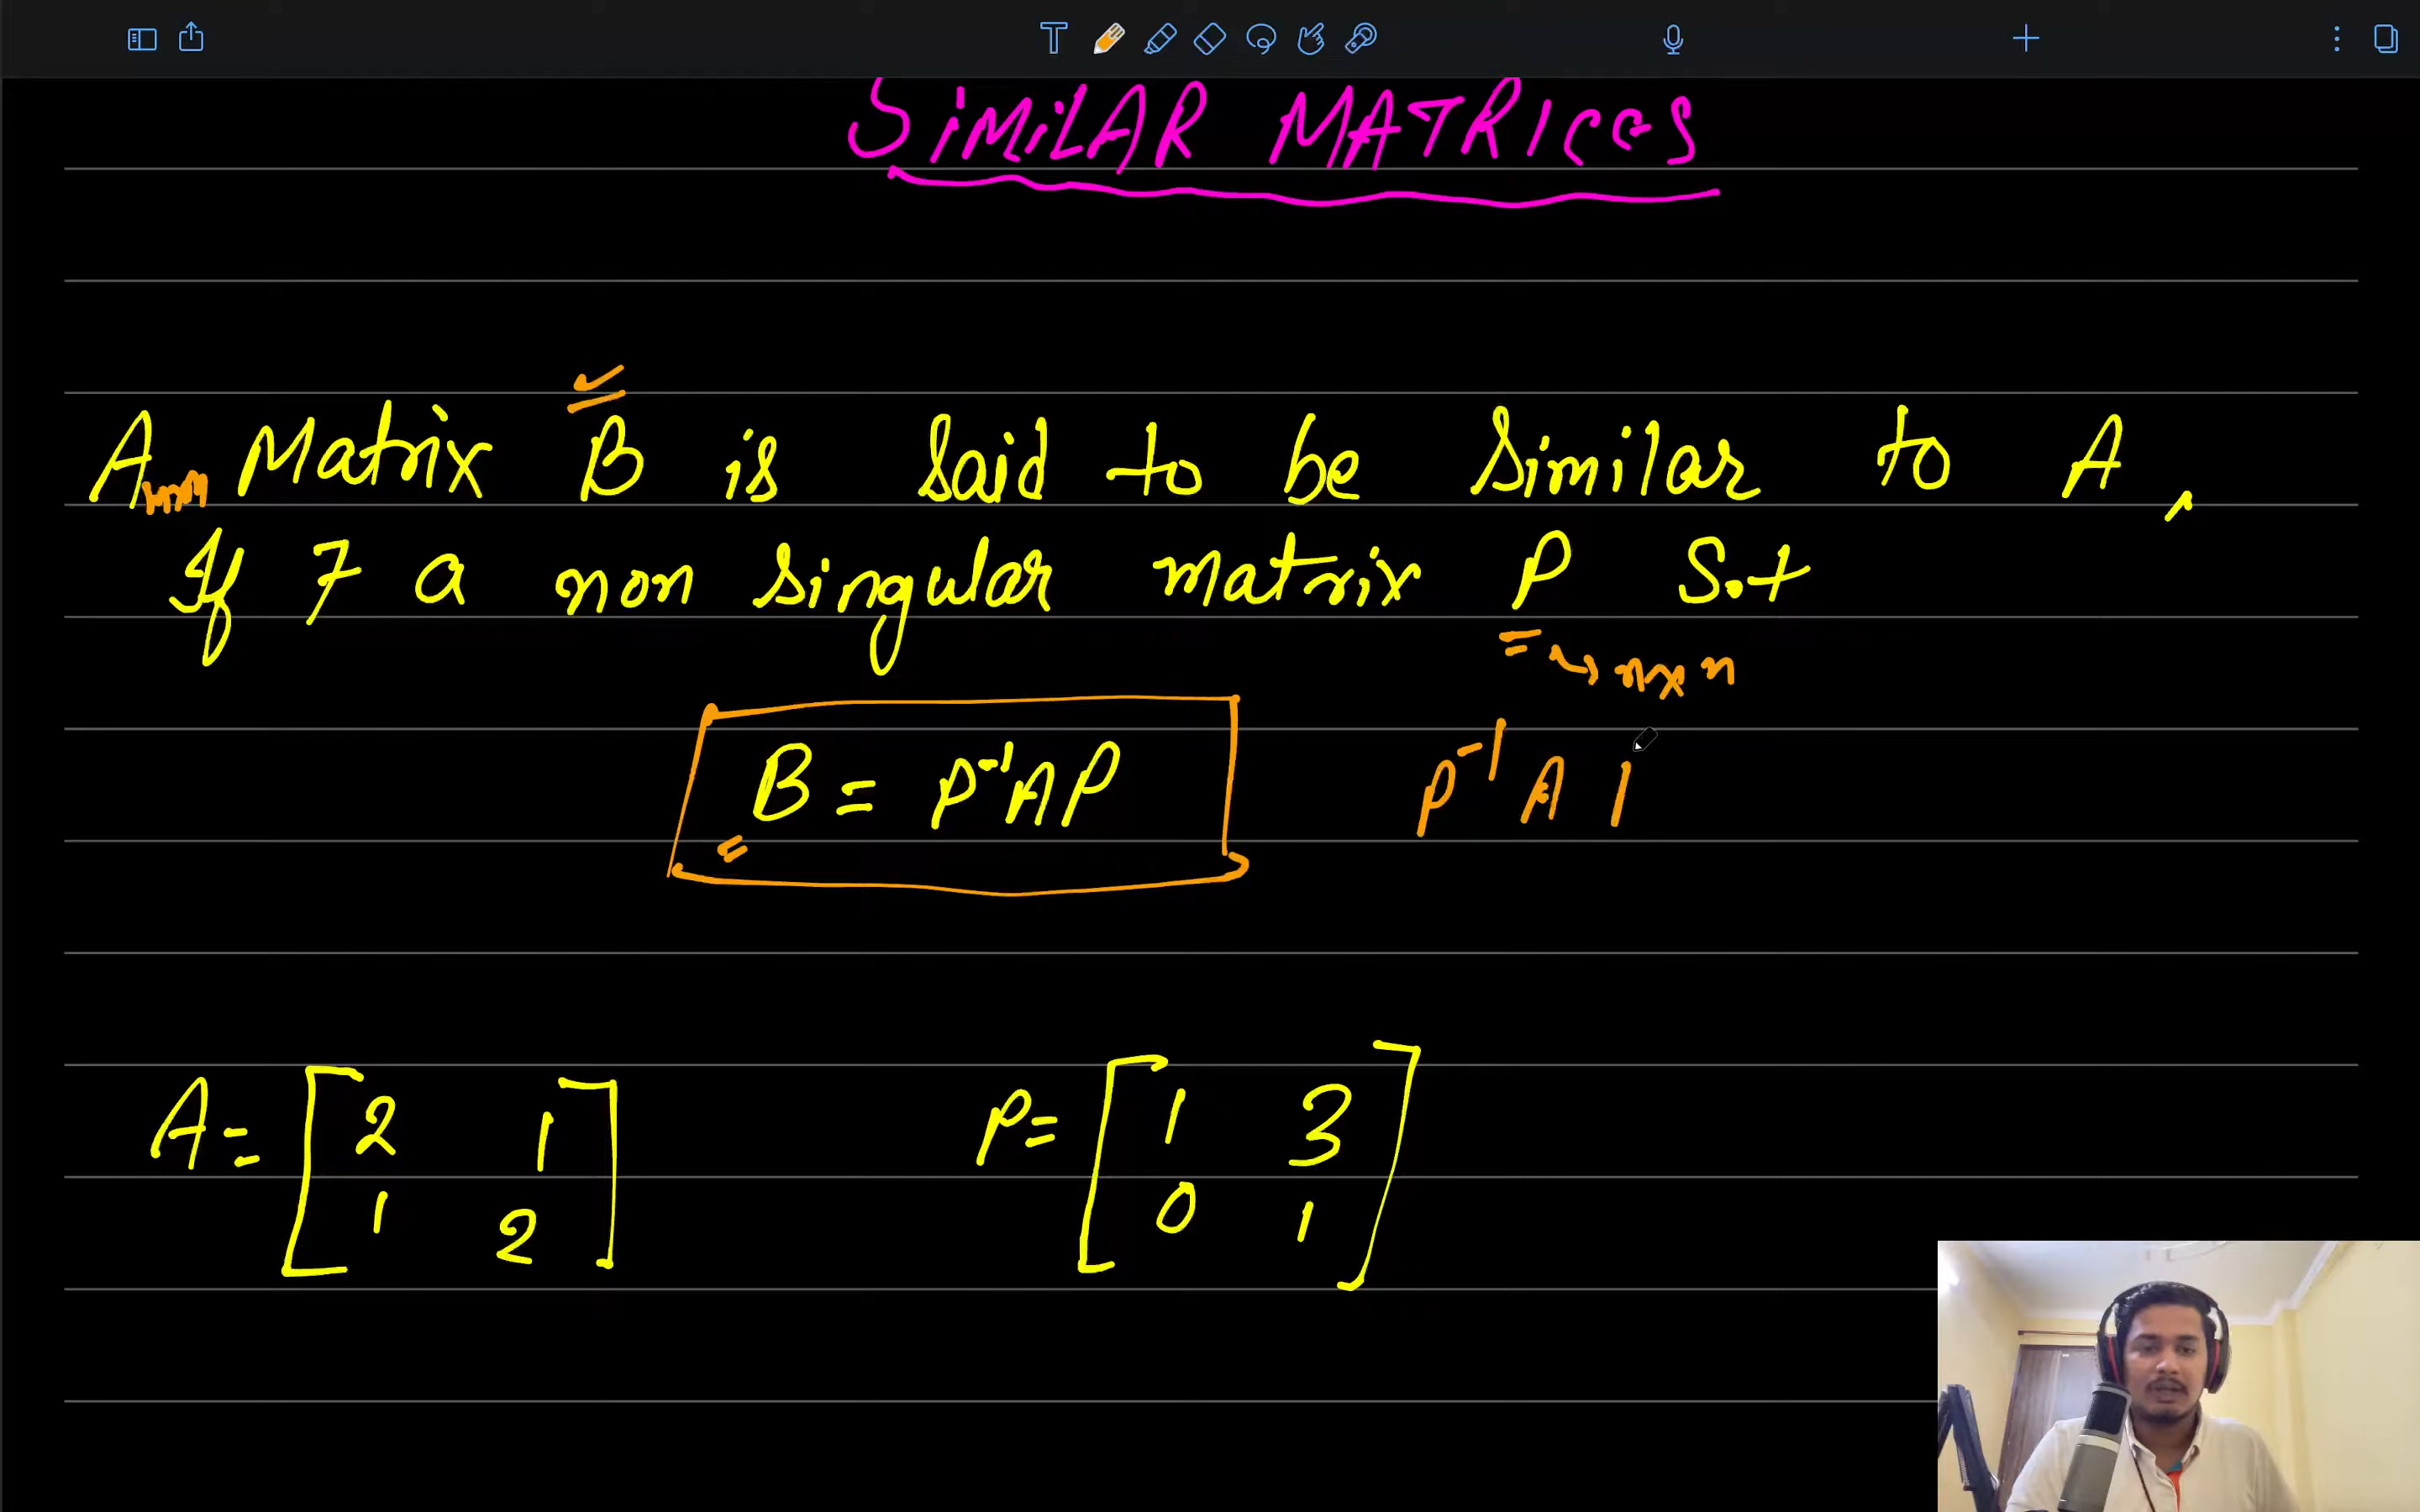 SIMILAR MATRICES
A Matrix B is said to be Similar to A,
n×n
If ∃ a non singular matrix P S.t
n×n
B = P⁻¹AP P⁻¹ A
A = [2 1 P = [1 3
1 2] 0 1]